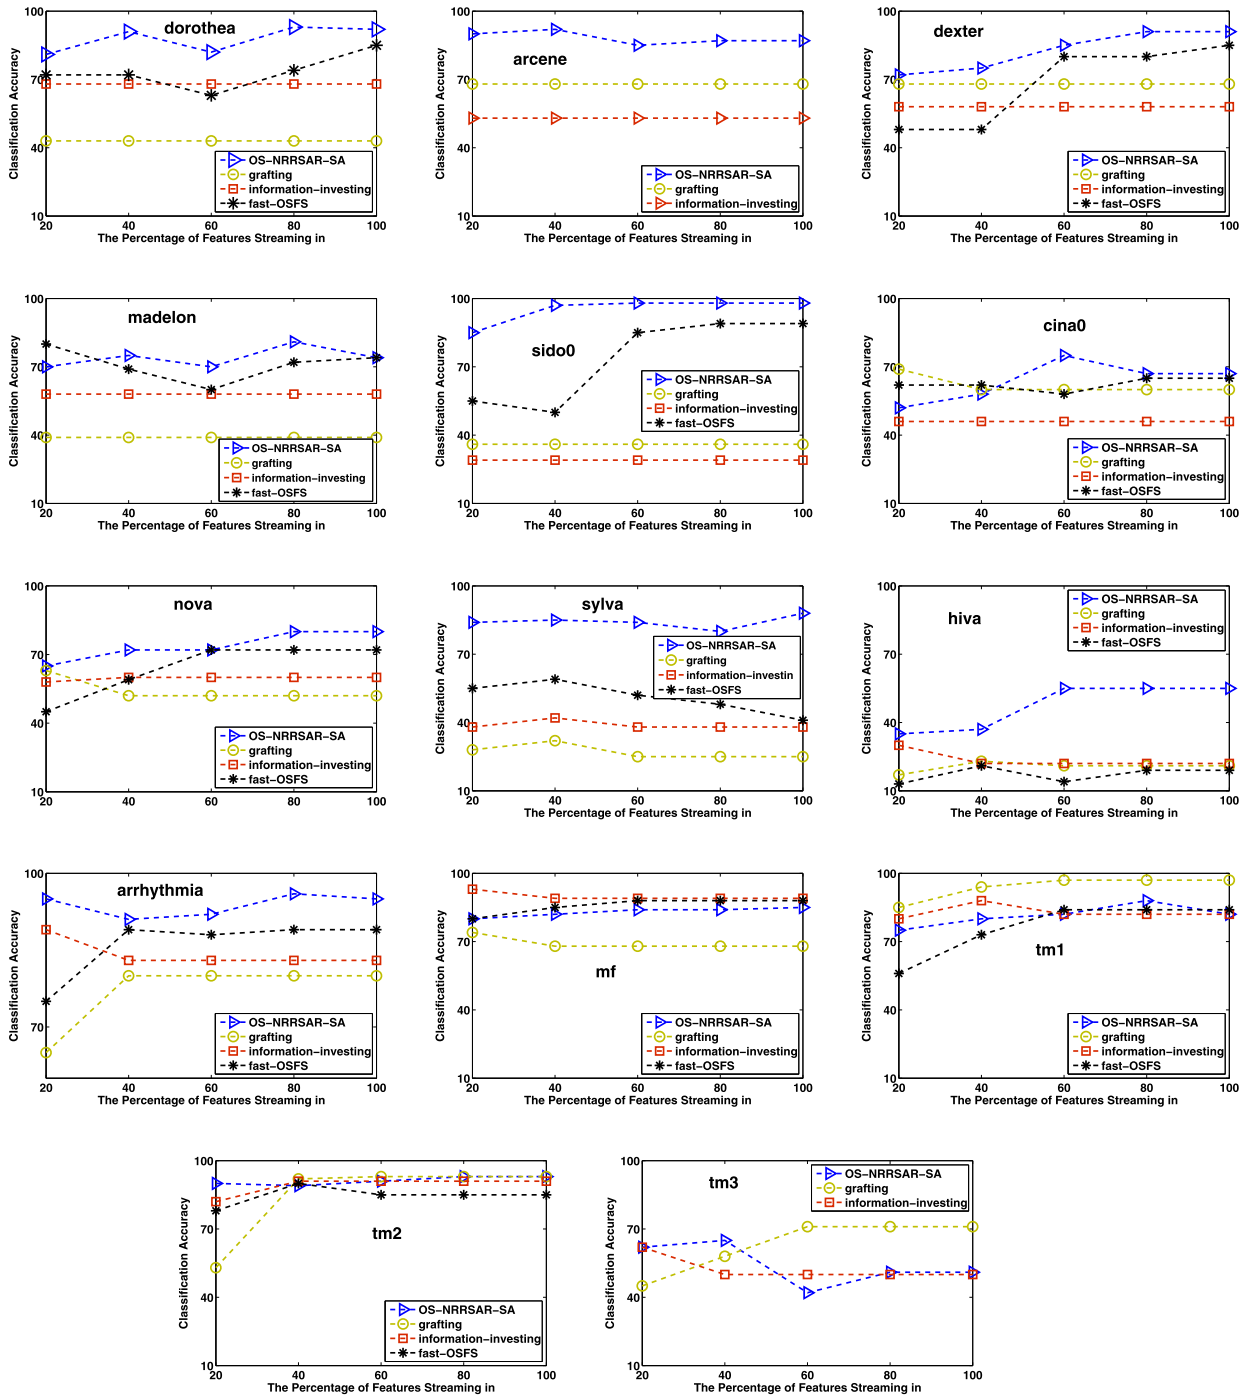 dorothea
Classification Accuracy
100
70
40
10
OS-NRRSAR-SA
grafting
information-investing
fast-OSFS
20 40 60 80 100
The Percentage of Features Streaming in
arcene
Classification Accuracy
100
70
40
10
OS-NRRSAR-SA
grafting
information-investing
20 40 60 80 100
The Percentage of Features Streaming in
dexter
Classification Accuracy
100
70
40
10
OS-NRRSAR-SA
grafting
information-investing
fast-OSFS
20 40 60 80 100
The Percentage of Features Streaming in
madelon
Classification Accuracy
100
70
40
10
OS-NRRSAR-SA
grafting
information-investing
fast-OSFS
20 40 60 80 100
The Percentage of Features Streaming in
sido0
Classification Accuracy
100
70
40
10
OS-NRRSAR-SA
grafting
information-investing
fast-OSFS
20 40 60 80 100
The Percentage of Features Streaming in
cina0
Classification Accuracy
100
70
40
10
OS-NRRSAR-SA
grafting
information-investing
fast-OSFS
20 40 60 80 100
The Percentage of Features Streaming in
nova
Classification Accuracy
100
70
40
10
OS-NRRSAR-SA
grafting
information-investing
fast-OSFS
20 40 60 80 100
The Percentage of Features Streaming in
sylva
Classification Accuracy
100
70
40
10
OS-NRRSAR-SA
grafting
information-investin
fast-OSFS
20 40 60 80 100
The Percentage of Features Streaming in
hiva
Classification Accuracy
100
70
40
10
OS-NRRSAR-SA
grafting
information-investing
fast-OSFS
20 40 60 80 100
The Percentage of Features Streaming in
arrhythmia
Classification Accuracy
100
70
OS-NRRSAR-SA
grafting
information-investing
fast-OSFS
20 40 60 80 100
The Percentage of Features Streaming in
mf
Classification Accuracy
100
70
40
10
OS-NRRSAR-SA
grafting
information-investing
fast-OSFS
20 40 60 80 100
The Percentage of Features Streaming in
tm1
Classification Accuracy
100
70
40
10
OS-NRRSAR-SA
grafting
information-investing
fast-OSFS
20 40 60 80 100
The Percentage of Features Streaming in
tm2
Classification Accuracy
100
70
40
10
OS-NRRSAR-SA
grafting
information-investing
fast-OSFS
20 40 60 80 100
The Percentage of Features Streaming in
tm3
Classification Accuracy
100
70
40
10
OS-NRRSAR-SA
grafting
information-investing
20 40 60 80 100
The Percentage of Features Streaming in